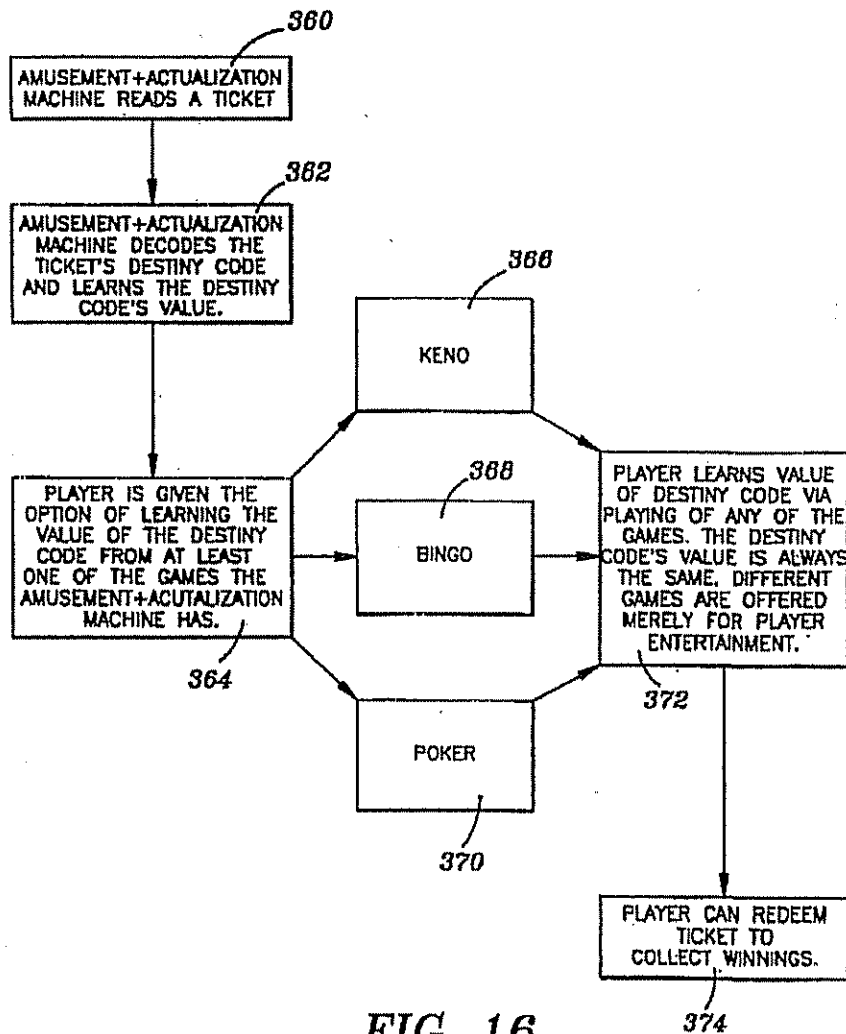 360
AMUSEMENT+ACTUALIZATION
MACHINE READS A TICKET
362
AMUSEMENT+ACTUALIZATION
MACHINE DECODES THE
TICKET'S DESTINY CODE
AND LEARNS THE DESTINY
CODE'S VALUE.
366
KENO
PLAYER IS GIVEN THE
OPTION OF LEARNING THE
VALUE OF THE DESTINY
CODE FROM AT LEAST
ONE OF THE GAMES THE
AMUSEMENT+ACUTALIZATION
MACHINE HAS.
364
368
BINGO
POKER
370
PLAYER LEARNS VALUE
OF DESTINY CODE VIA
PLAYING OF ANY OF THE
GAMES. THE DESTINY
CODE'S VALUE IS ALWAYS
THE SAME, DIFFERENT
GAMES ARE OFFERED
MERELY FOR PLAYER
ENTERTAINMENT.
372
PLAYER CAN REDEEM
TICKET TO
COLLECT WINNINGS.
374
FIG. 16